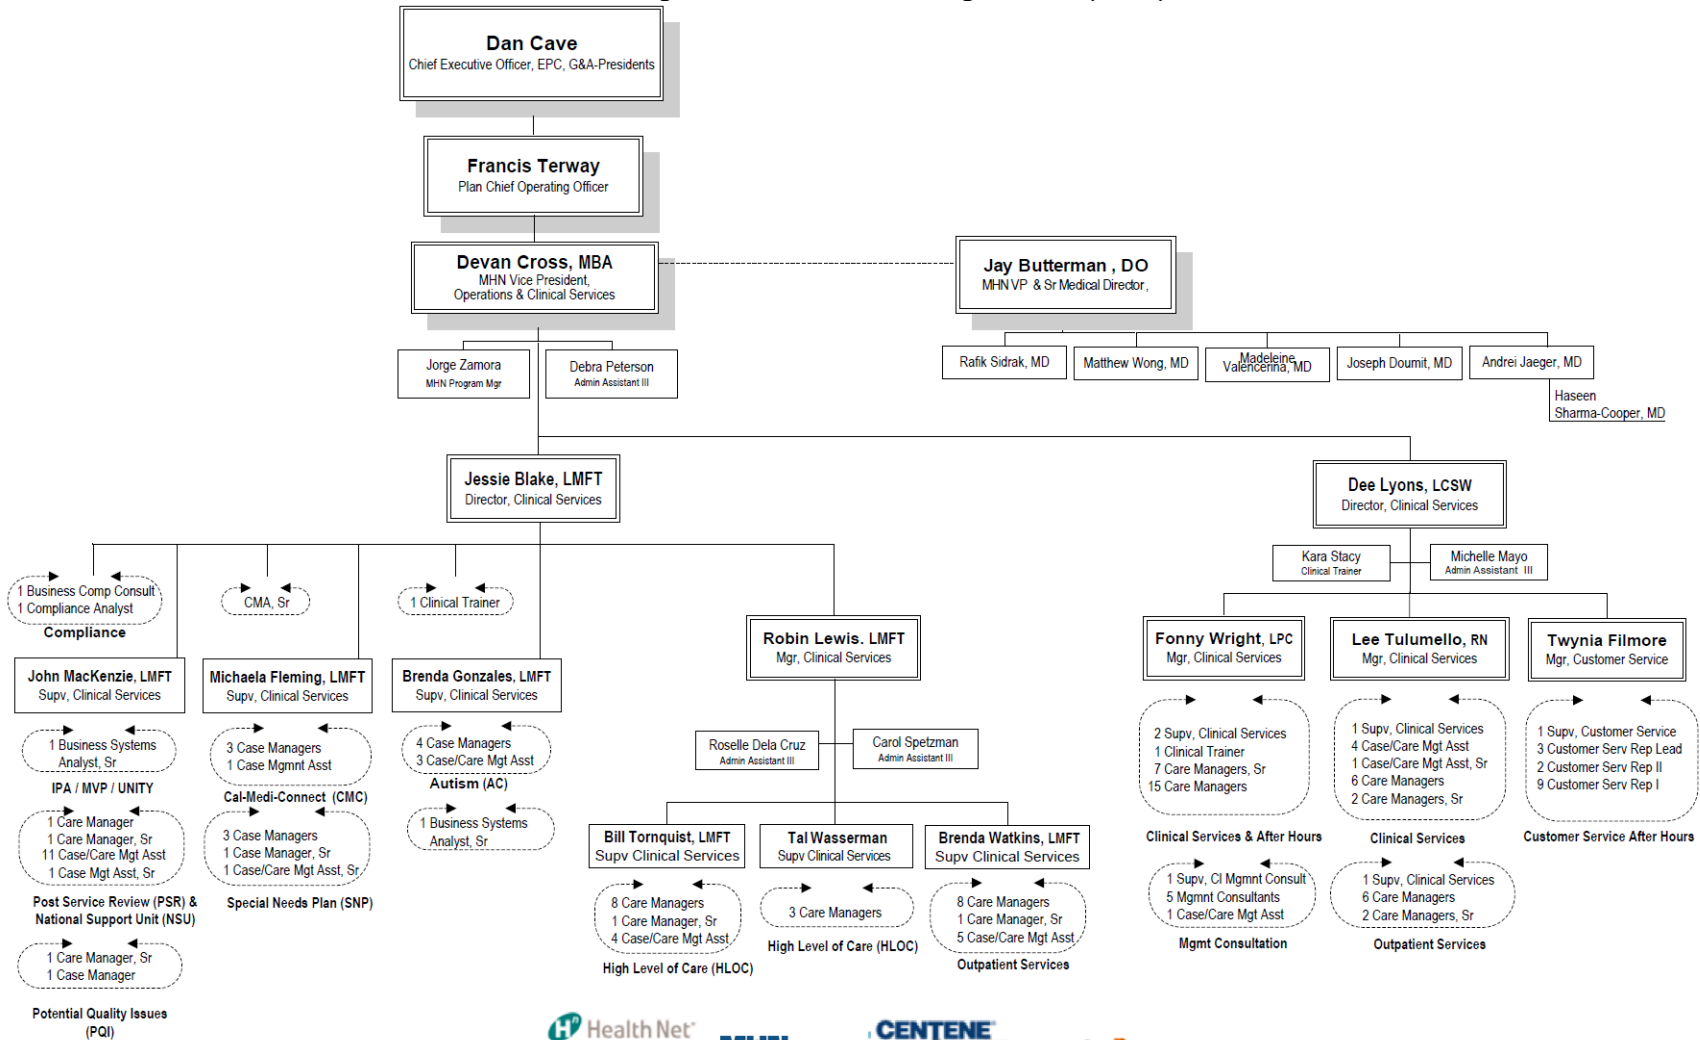 Dan Cave
Chief Executive Officer, EPC, G&A-Presidents
Francis Terway
Plan Chief Operating Officer
Devan Cross, MBA
MHN Vice President,
Operations & Clinical Services
Jay Butterman , DO
MHN VP & Sr Medical Director,
Jorge Zamora
MHN Program Mgr
Debra Peterson
Admin Assistant III
Rafik Sidrak, MD
Matthew Wong, MD
Madeleine
Valencerina, MD
Joseph Doumit, MD
Andrei Jaeger, MD
Haseen
Sharma-Cooper, MD
Jessie Blake, LMFT
Director, Clinical Services
Dee Lyons, LCSW
Director, Clinical Services
Kara Stacy
Clinical Trainer
Michelle Mayo
Admin Assistant III
1 Business Comp Consult
1 Compliance Analyst
Compliance
CMA, Sr
1 Clinical Trainer
John MacKenzie, LMFT
Supv, Clinical Services
Michaela Fleming, LMFT
Supv, Clinical Services
Brenda Gonzales, LMFT
Supv, Clinical Services
Robin Lewis. LMFT
Mgr, Clinical Services
Fonny Wright, LPC
Mgr, Clinical Services
Lee Tulumello, RN
Mgr, Clinical Services
Twynia Filmore
Mgr, Customer Service
1 Business Systems
Analyst, Sr
IPA / MVP / UNITY
1 Care Manager
1 Care Manager, Sr
11 Case/Care Mgt Asst
1 Case Mgt Asst, Sr
Post Service Review (PSR) &
National Support Unit (NSU)
1 Care Manager, Sr
1 Case Manager
Potential Quality Issues
(PQI)
3 Case Managers
1 Case Mgmnt Asst
Cal-Medi-Connect (CMC)
3 Case Managers
1 Case Manager, Sr
1 Case/Care Mgt Asst, Sr
Special Needs Plan (SNP)
4 Case Managers
3 Case/Care Mgt Asst
Autism (AC)
1 Business Systems
Analyst, Sr
Roselle Dela Cruz
Admin Assistant III
Carol Spetzman
Admin Assistant III
Bill Tornquist, LMFT
Supv Clinical Services
Tal Wasserman
Supv Clinical Services
Brenda Watkins, LMFT
Supv Clinical Services
8 Care Managers
1 Care Manager, Sr
4 Case/Care Mgt Asst
High Level of Care (HLOC)
3 Care Managers
High Level of Care (HLOC)
8 Care Managers
1 Care Manager, Sr
5 Case/Care Mgt Asst
Outpatient Services
2 Supv, Clinical Services
1 Clinical Trainer
7 Care Managers, Sr
15 Care Managers
Clinical Services & After Hours
1 Supv, Cl Mgmnt Consult
5 Mgmnt Consultants
1 Case/Care Mgt Asst
Mgmt Consultation
1 Supv, Clinical Services
4 Case/Care Mgt Asst
1 Case/Care Mgt Asst, Sr
6 Care Managers
2 Care Managers, Sr
Clinical Services
1 Supv, Clinical Services
6 Care Managers
2 Care Managers, Sr
Outpatient Services
1 Supv, Customer Service
3 Customer Serv Rep Lead
2 Customer Serv Rep II
9 Customer Serv Rep I
Customer Service After Hours
Health Net
MHN
CENTENE